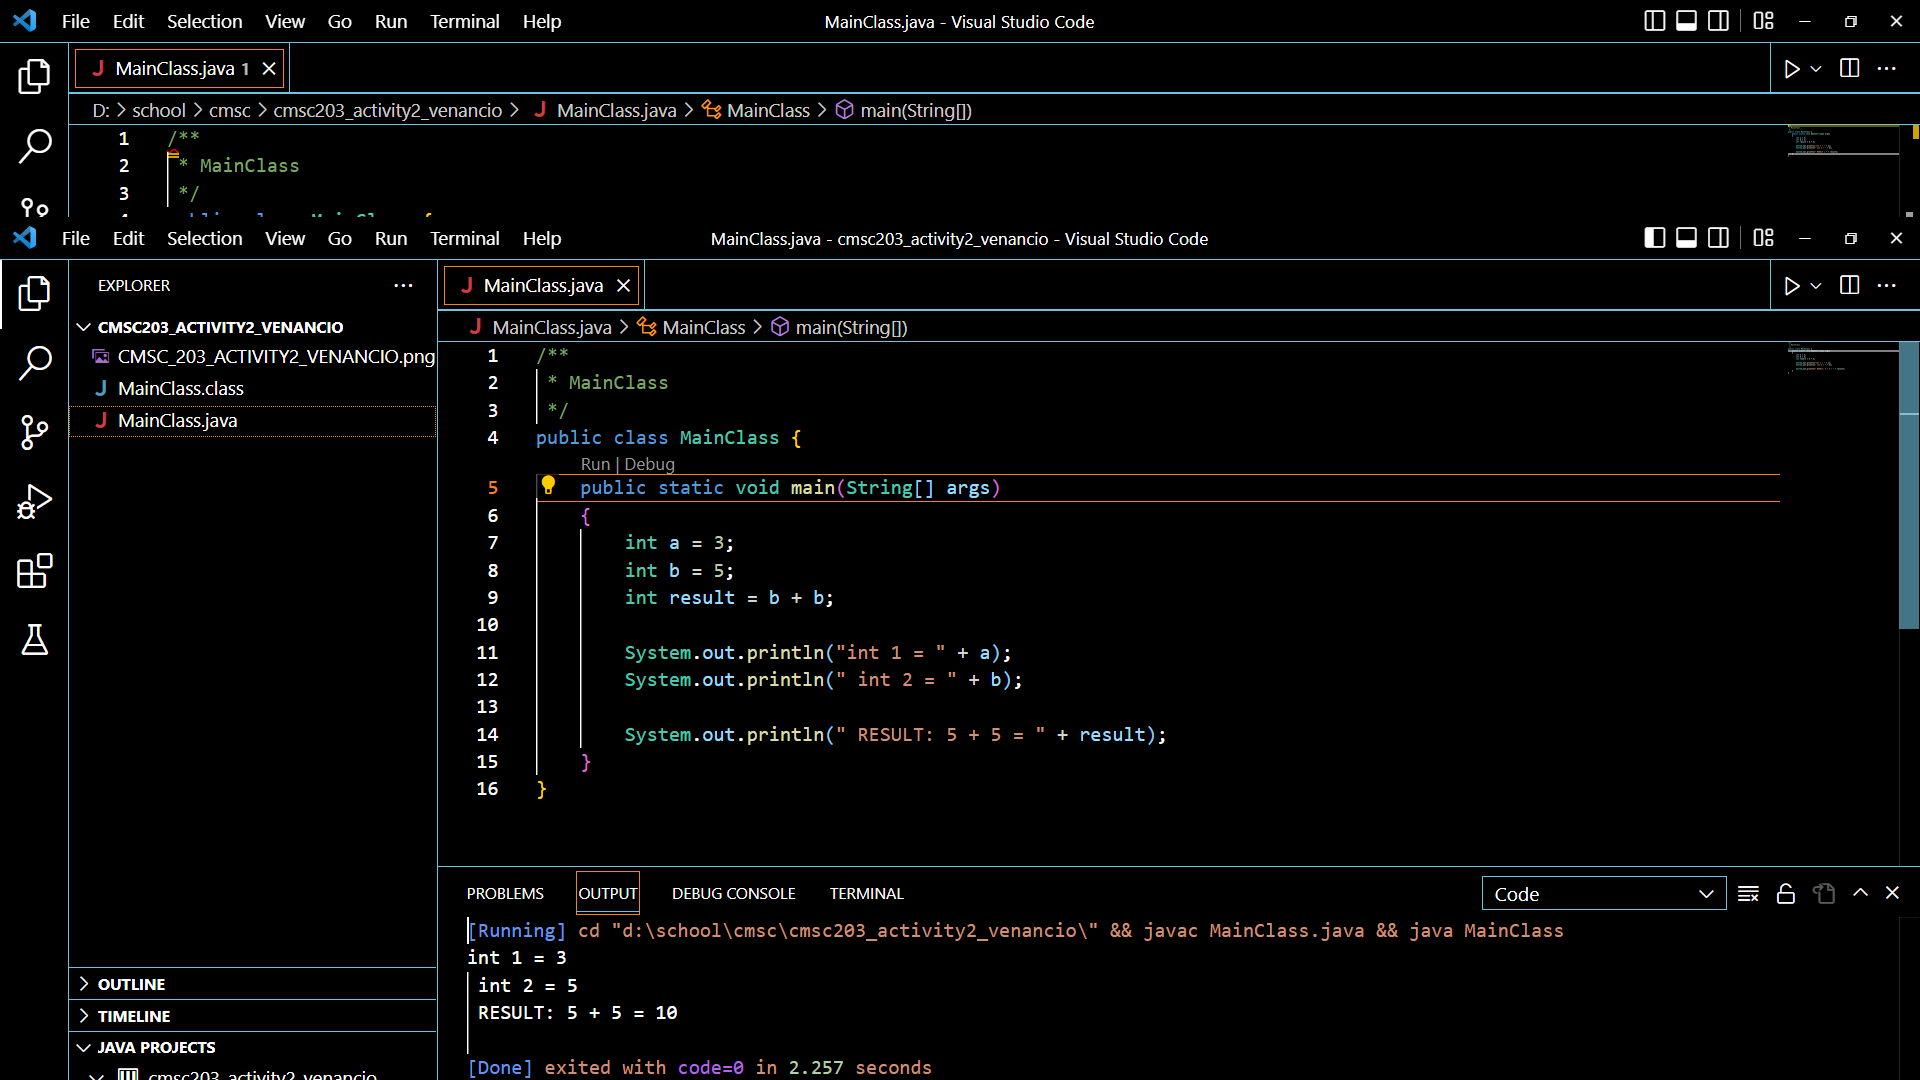 File Edit Selection View Go Run Terminal Help MainClass.java - Visual Studio Code
MainClass.java 1
D: > school > cmsc > cmsc203_activity2_venancio > MainClass.java > MainClass > main(String[])
1 /**
2 * MainClass
3 */
File Edit Selection View Go Run Terminal Help MainClass.java - cmsc203_activity2_venancio - Visual Studio Code
EXPLORER
CMSC203_ACTIVITY2_VENANCIO
CMSC_203_ACTIVITY2_VENANCIO.png
MainClass.class
MainClass.java
OUTLINE
TIMELINE
JAVA PROJECTS
cmsc203_activity2_venancio
MainClass.java
MainClass.java > MainClass > main(String[])
1 /**
2 * MainClass
3 */
4 public class MainClass {
Run | Debug
5 public static void main(String[] args)
6 {
7 int a = 3;
8 int b = 5;
9 int result = b + b;
10
11 System.out.println("int 1 = " + a);
12 System.out.println(" int 2 = " + b);
13
14 System.out.println(" RESULT: 5 + 5 = " + result);
15 }
16 }
PROBLEMS OUTPUT DEBUG CONSOLE TERMINAL Code
[Running] cd "d:\school\cmsc\cmsc203_activity2_venancio\" && javac MainClass.java && java MainClass
int 1 = 3
int 2 = 5
RESULT: 5 + 5 = 10
[Done] exited with code=0 in 2.257 seconds